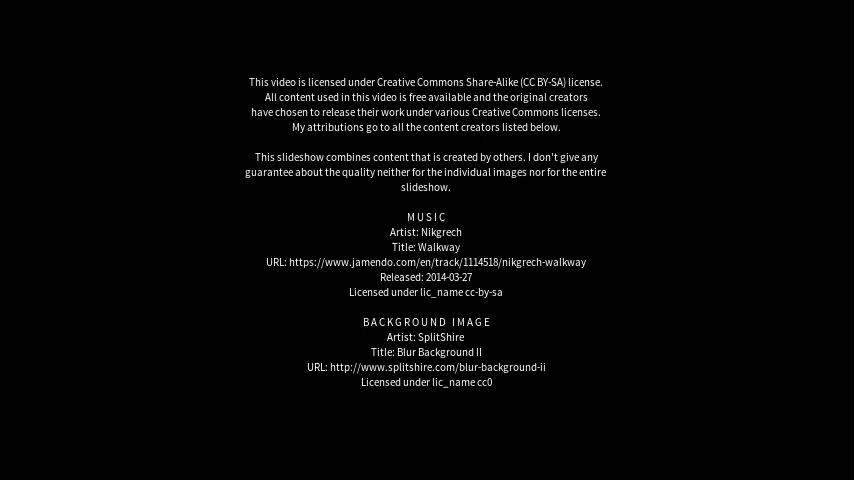 This video is licensed under Creative Commons Share-Alike (CC BY-SA) license.
All content used in this video is free available and the original creators
have chosen to release their work under various Creative Commons licenses.
My attributions go to all the content creators listed below.
This slideshow combines content that is created by others. I don't give any
guarantee about the quality neither for the individual images nor for the entire
slideshow.
MUSIC
Artist: Nikgrech
Title: Walkway
URL: https://www.jamendo.com/en/track/1114518/nikgrech-walkway
Released: 2014-03-27
Licensed under lic_name cc-by-sa
BACKGROUND IMAGE
Artist: SplitShire
Title: Blur Background II
URL: http://www.splitshire.com/blur-background-ii
Licensed under lic_name cc0